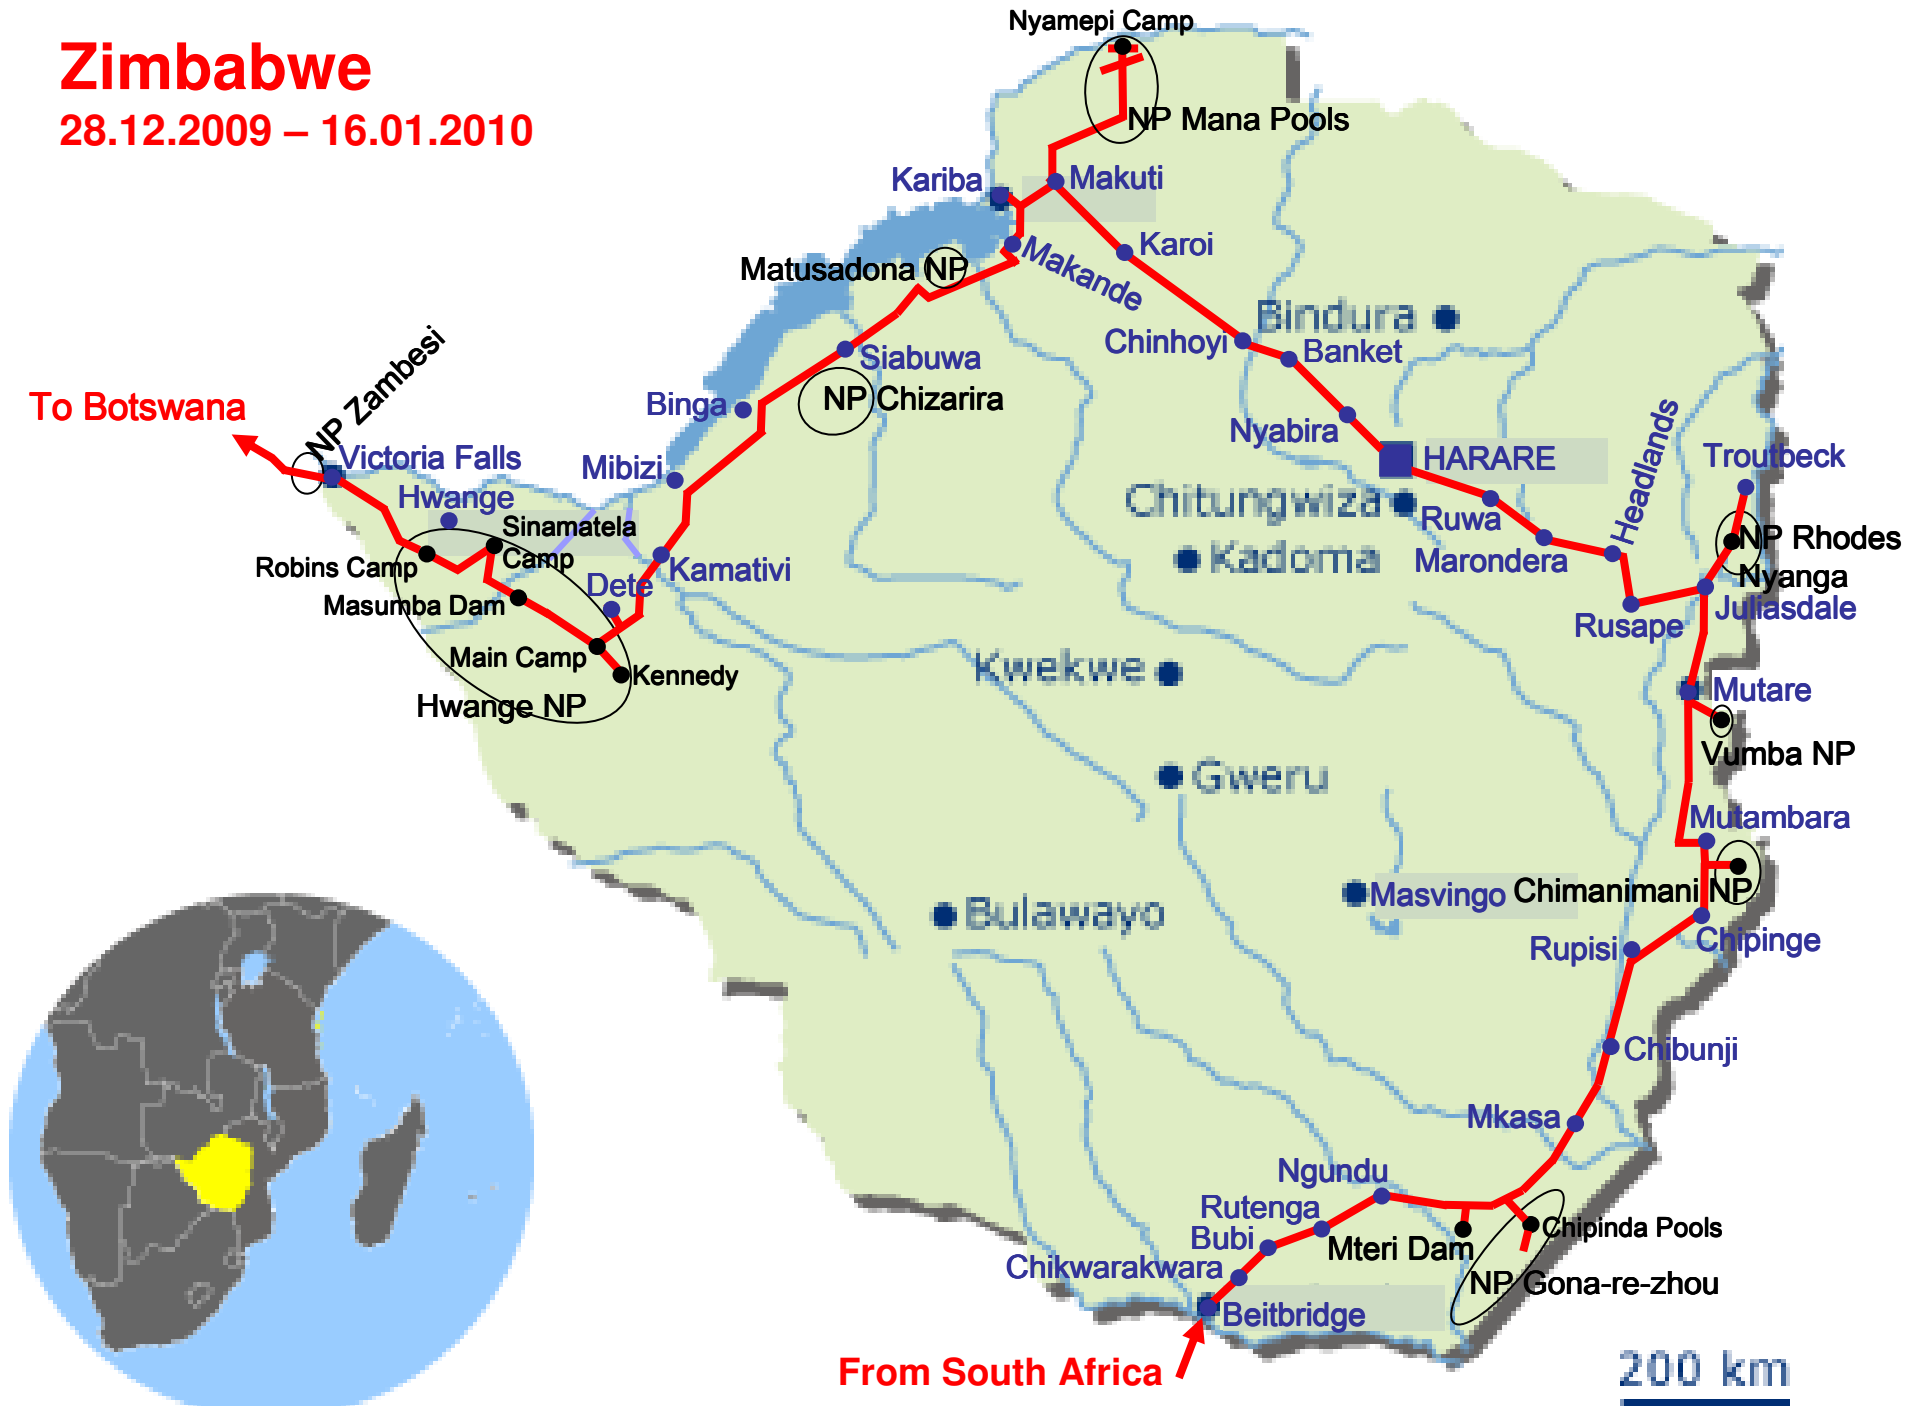 Zimbabwe
28.12.2009 – 16.01.2010
Nyamepi Camp
NP Mana Pools
Kariba
Makuti
Karoi
Makande
Matusadona NP
Bindura
Chinhoyi
Banket
Siabuwa
NP Chizarira
Binga
NP Zambesi
To Botswana
Victoria Falls
Mibizi
Nyabira
HARARE
Headlands
Troutbeck
Hwange
Sinamatela
Camp
Chitungwiza
Ruwa
Marondera
NP Rhodes
Nyanga
Robins Camp
Kadoma
Kamativi
Dete
Masumba Dam
Juliasdale
Rusape
Main Camp
Kennedy
Kwekwe
Hwange NP
Mutare
Vumba NP
Gweru
Mutambara
Masvingo
Chimanimani NP
Bulawayo
Chipinge
Rupisi
Chibunji
Mkasa
Ngundu
Rutenga
Bubi
Mteri Dam
Chipinda Pools
Chikwarakwara
NP Gona-re-zhou
Beitbridge
From South Africa
200 km